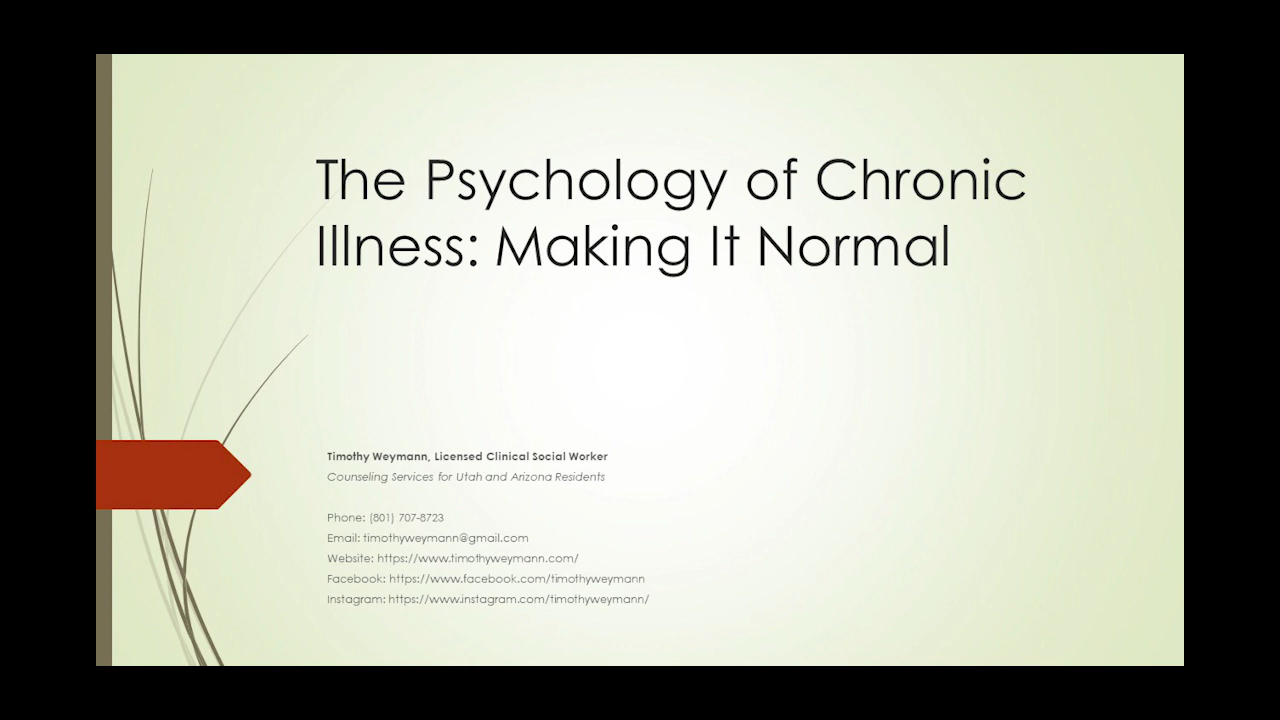 The Psychology of Chronic
Illness: Making It Normal
Timothy Weymann, Licensed Clinical Social Worker
Counseling Services for Utah and Arizona Residents
Phone: (801) 707-8723
Email: timothyweymann@gmail.com
Website: https://www.timothyweymann.com/
Facebook: https://www.facebook.com/timothyweymann
Instagram: https://www.instagram.com/timothyweymann/